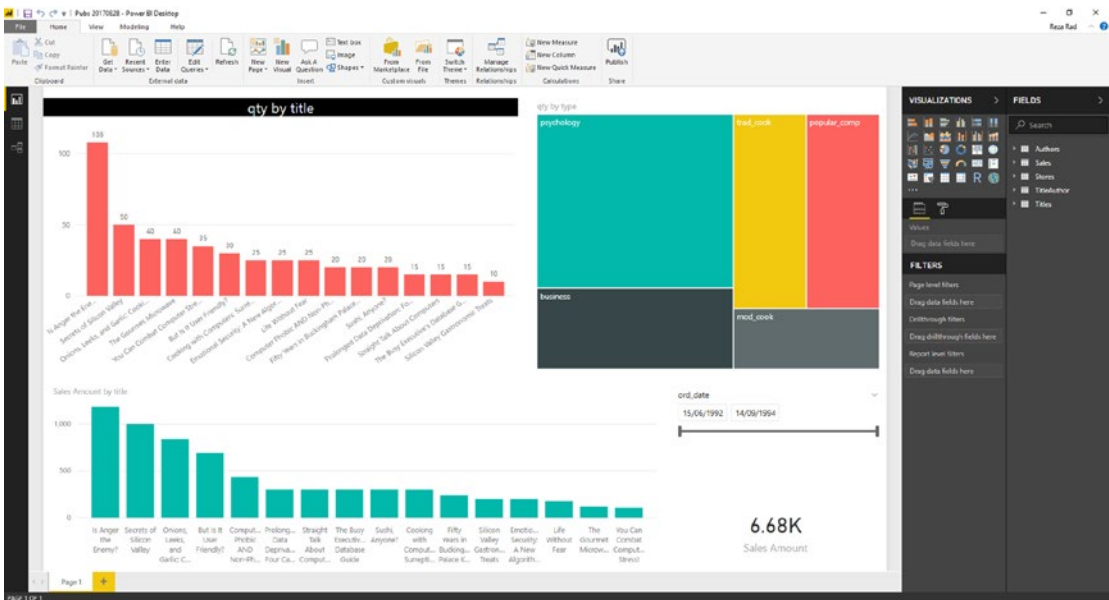 Pubs 20170828 - Power BI Desktop
Reza Rad
File Home View Modeling Help
Paste
Cut
Copy
Format Painter
Clipboard
Get Data
Recent Sources
Enter Data
Edit Queries
Refresh
External data
New Page
New Visual
Ask A Question
Text box
Image
Shapes
Insert
From Marketplace
From File
Custom visuals
Switch Theme
Themes
Manage Relationships
Relationships
New Measure
New Column
New Quick Measure
Calculations
Publish
Share
qty by title
100
50
0
108
50
40
40
35
30
25
25
25
20
20
20
15
15
15
10
Is Anger the Ene...
Secrets of Silicon Valley
Onions, Leeks, and Garlic: Cooki...
The Gourmet Microwave
You Can Combat Computer Stre...
But Is It User Friendly?
Cooking with Computers: Surre...
Emotional Security: A New Algor...
Life Without Fear
Computer Phobic AND Non-Ph...
Fifty Years in Buckingham Palace...
Sushi, Anyone?
Prolonged Data Deprivation: Fo...
Straight Talk About Computers
The Busy Executive's Database G...
Silicon Valley Gastronomic Treats
qty by type
psychology
trad_cook
popular_comp
business
mod_cook
Sales Amount by title
1,000
500
0
Is Anger the Enemy?
Secrets of Silicon Valley
Onions, Leeks, and Garlic: C...
But Is It User Friendly?
Comput... Phobic AND Non-Ph...
Prolong... Data Depriva... Four Ca...
Straight Talk About Comput...
The Busy Executiv... Database Guide
Sushi, Anyone?
Cooking with Comput... Surrepti...
Fifty Years in Bucking... Palace K...
Silicon Valley Gastron... Treats
Emotio... Security: A New Algorith...
Life Without Fear
The Gourmet Microw...
You Can Combat Comput... Stress!
ord_date
15/06/1992 14/09/1994
6.68K
Sales Amount
VISUALIZATIONS
Values
Drag data fields here
FILTERS
Page level filters
Drag data fields here
Drillthrough filters
Drag drillthrough fields here
Report level filters
Drag data fields here
FIELDS
Search
Authors
Sales
Stores
TitleAuthor
Titles
Page 1
PAGE 1 OF 1